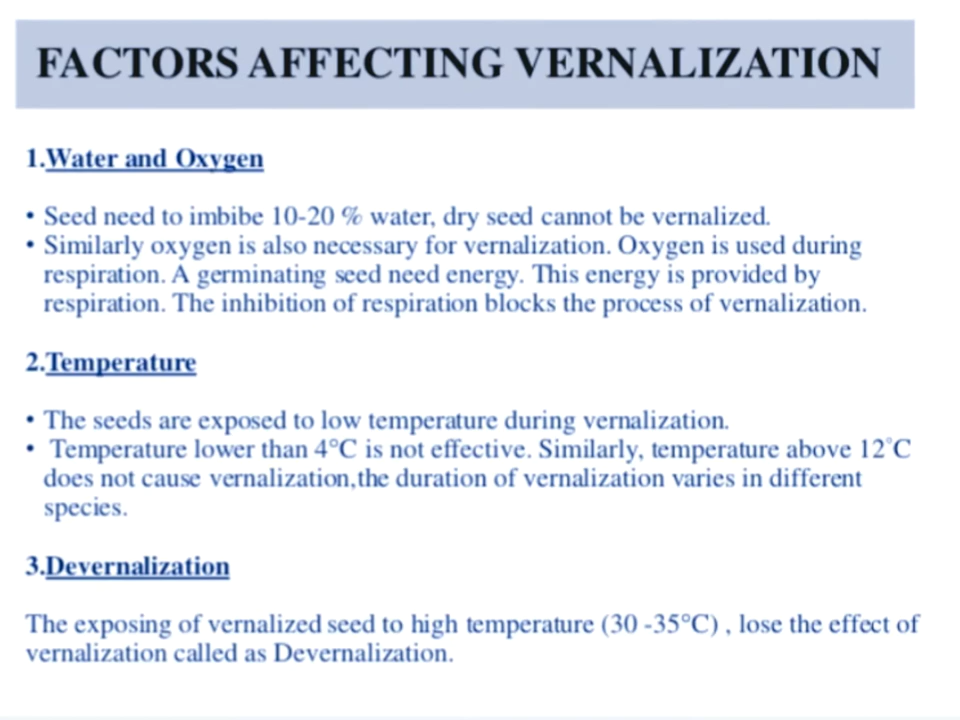 FACTORS AFFECTING VERNALIZATION
1.Water and Oxygen
• Seed need to imbibe 10-20 % water, dry seed cannot be vernalized.
• Similarly oxygen is also necessary for vernalization. Oxygen is used during
respiration. A germinating seed need energy. This energy is provided by
respiration. The inhibition of respiration blocks the process of vernalization.
2.Temperature
• The seeds are exposed to low temperature during vernalization.
• Temperature lower than 4°C is not effective. Similarly, temperature above 12°C
does not cause vernalization,the duration of vernalization varies in different
species.
3.Devernalization
The exposing of vernalized seed to high temperature (30 -35°C) , lose the effect of
vernalization called as Devernalization.